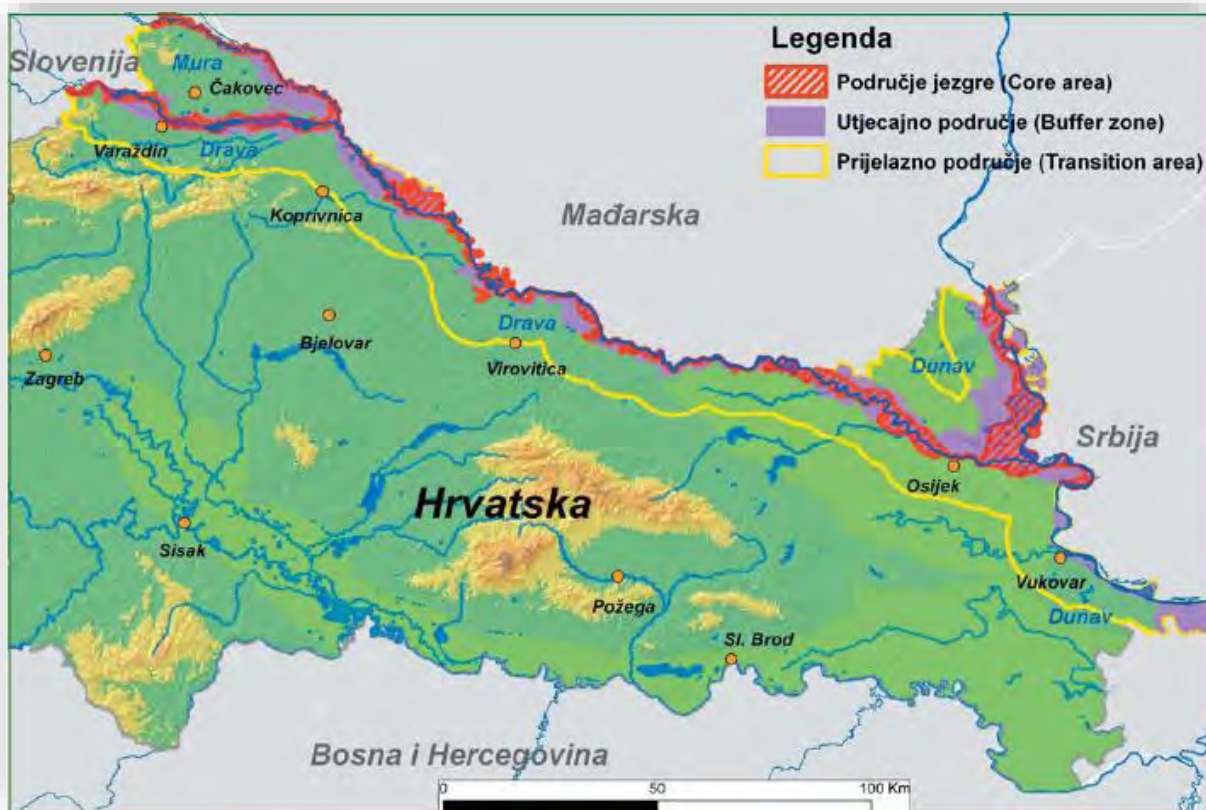 Legenda
Područje jezgre (Core area)
Utjecajno područje (Buffer zone)
Prijelazno područje (Transition area)
Slovenija
Mura
Čakovec
Varaždin
Drava
Koprivnica
Mađarska
Bjelovar
Drava
Virovitica
Dunav
Zagreb
Srbija
Osijek
Hrvatska
Sisak
Vukovar
Požega
Dunav
Sl. Brod
Bosna i Hercegovina
0 50 100 Km